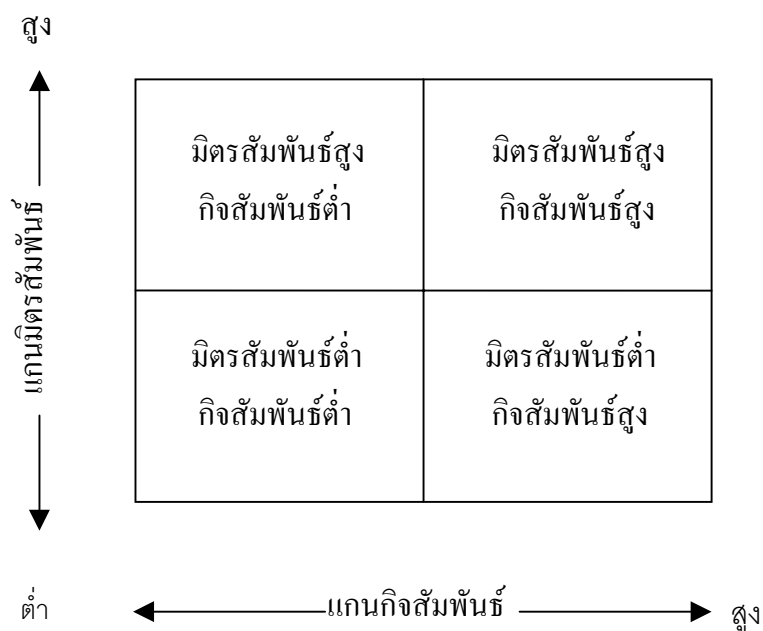 สูง
มิตรสัมพันธ์สูง
กิจสัมพันธ์ต่ำ
มิตรสัมพันธ์สูง
กิจสัมพันธ์สูง
แกนมิตรสัมพันธ์
มิตรสัมพันธ์ต่ำ
กิจสัมพันธ์ต่ำ
มิตรสัมพันธ์ต่ำ
กิจสัมพันธ์สูง
ต่ำ
แกนกิจสัมพันธ์
สูง